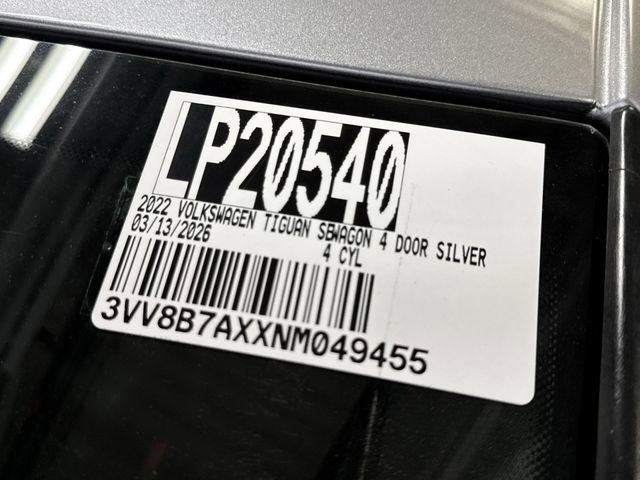 LP20540
2022 VOLKSWAGEN TIGUAN SEWAGON 4 DOOR SILVER
03/13/2026 4 CYL
3VV8B7AXXNM049455